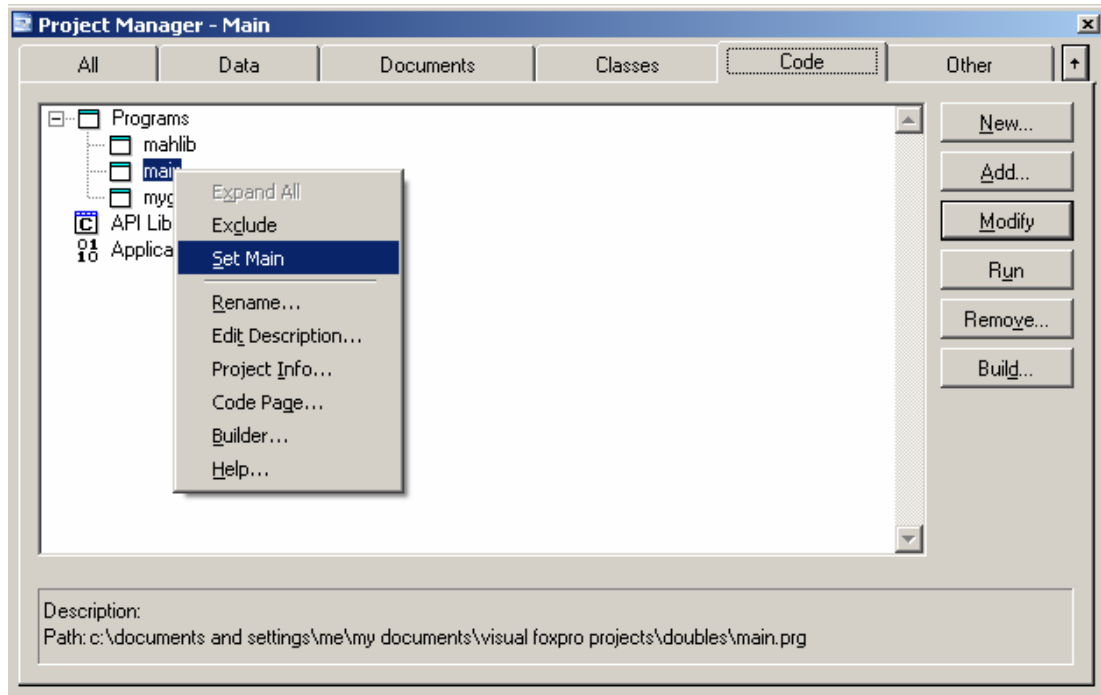 Project Manager - Main
All Data Documents Classes Code Other
Programs
mahlib
main
API Lib
Applica
Expand All
Exclude
Set Main
Rename...
Edit Description...
Project Info...
Code Page...
Builder...
Help...
New...
Add...
Modify
Run
Remove...
Build...
Description:
Path: c:\documents and settings\me\my documents\visual foxpro projects\doubles\main.prg